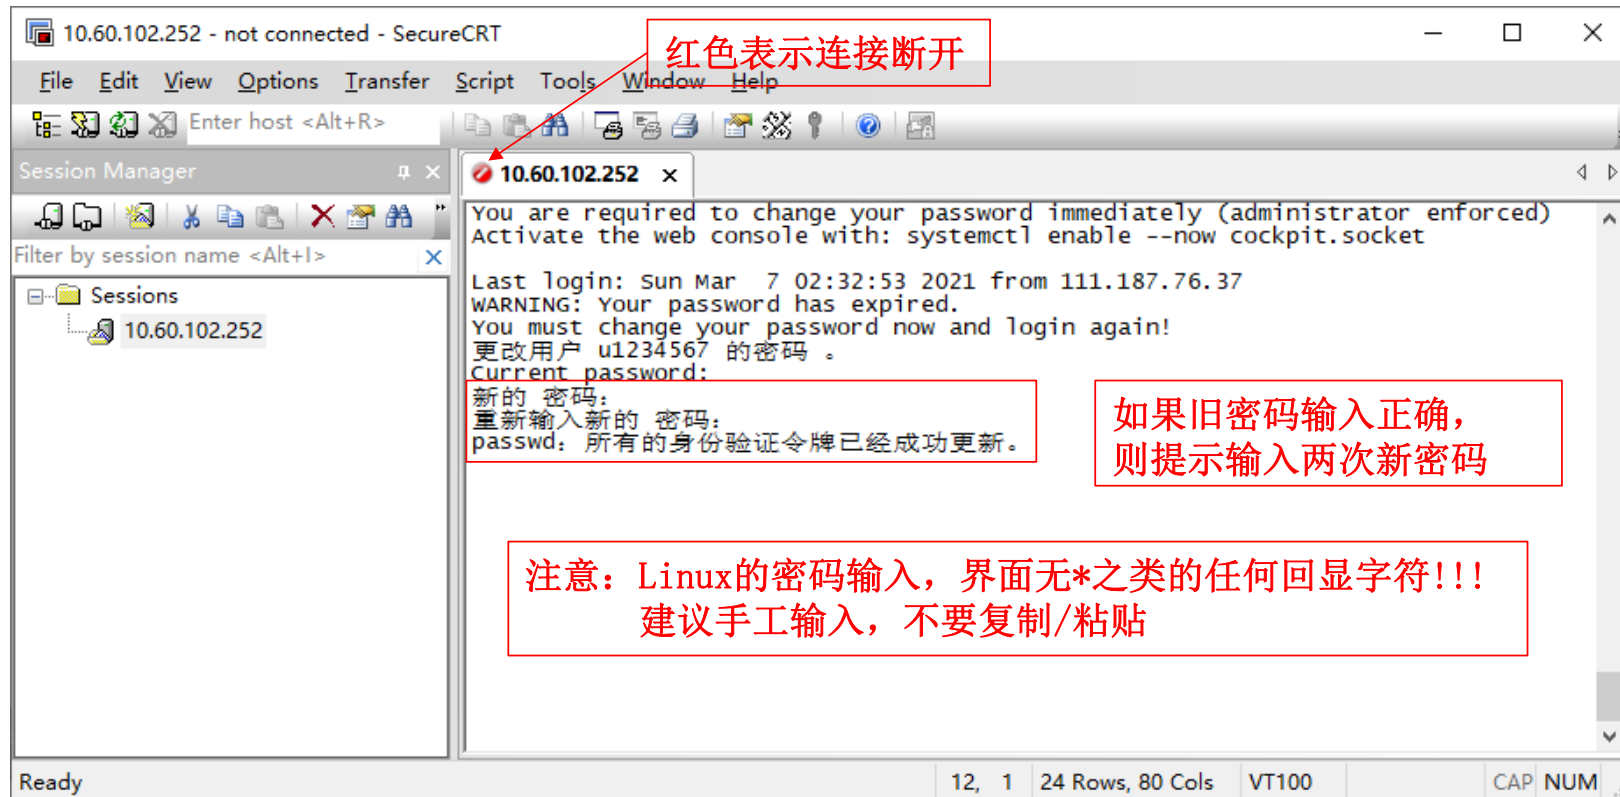 10.60.102.252 - not connected - SecureCRT
红色表示连接断开
File Edit View Options Transfer Script Tools Window Help
Enter host <Alt+R>
Session Manager
10.60.102.252
Filter by session name <Alt+I>
Sessions
10.60.102.252
You are required to change your password immediately (administrator enforced)
Activate the web console with: systemctl enable --now cockpit.socket
Last login: Sun Mar  7 02:32:53 2021 from 111.187.76.37
WARNING: Your password has expired.
You must change your password now and login again!
更改用户 u1234567 的密码 。
Current password:
新的 密码：
重新输入新的 密码：
passwd：所有的身份验证令牌已经成功更新。
如果旧密码输入正确，
则提示输入两次新密码
注意：Linux的密码输入，界面无*之类的任何回显字符!!!
建议手工输入，不要复制/粘贴
Ready 12, 1 24 Rows, 80 Cols VT100 CAP NUM